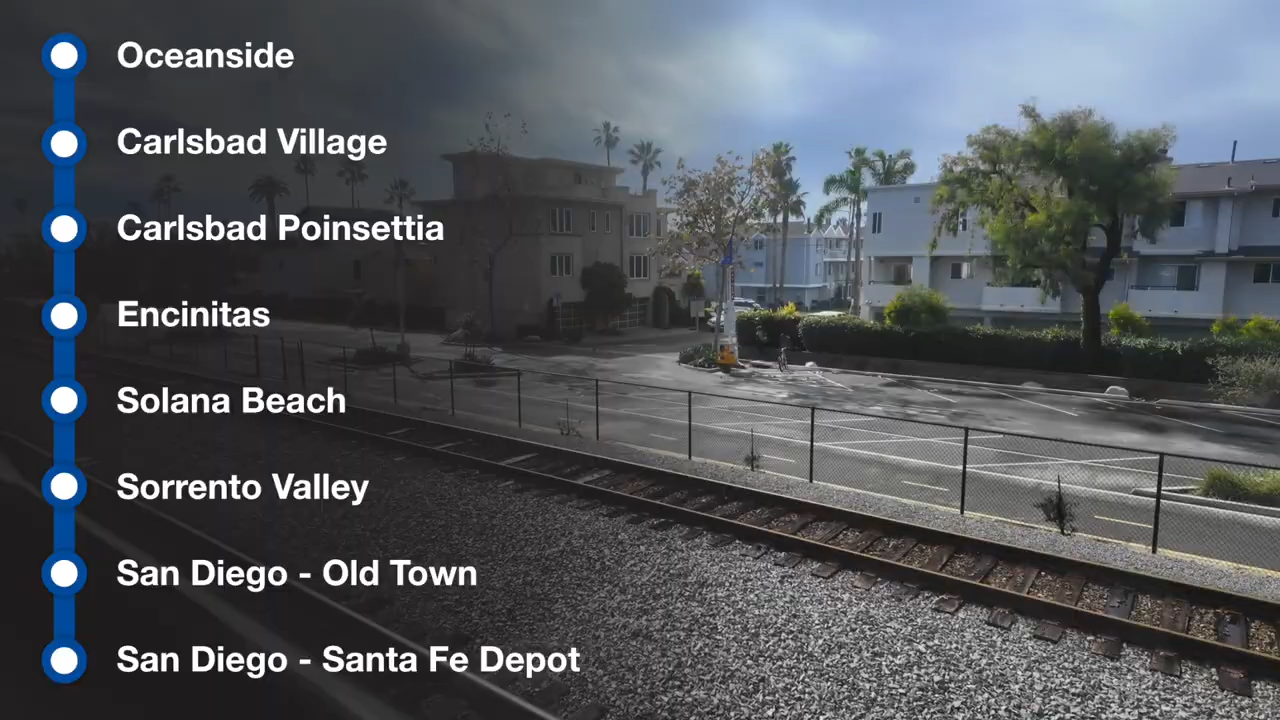 Oceanside
Carlsbad Village
Carlsbad Poinsettia
Encinitas
Solana Beach
Sorrento Valley
San Diego - Old Town
San Diego - Santa Fe Depot